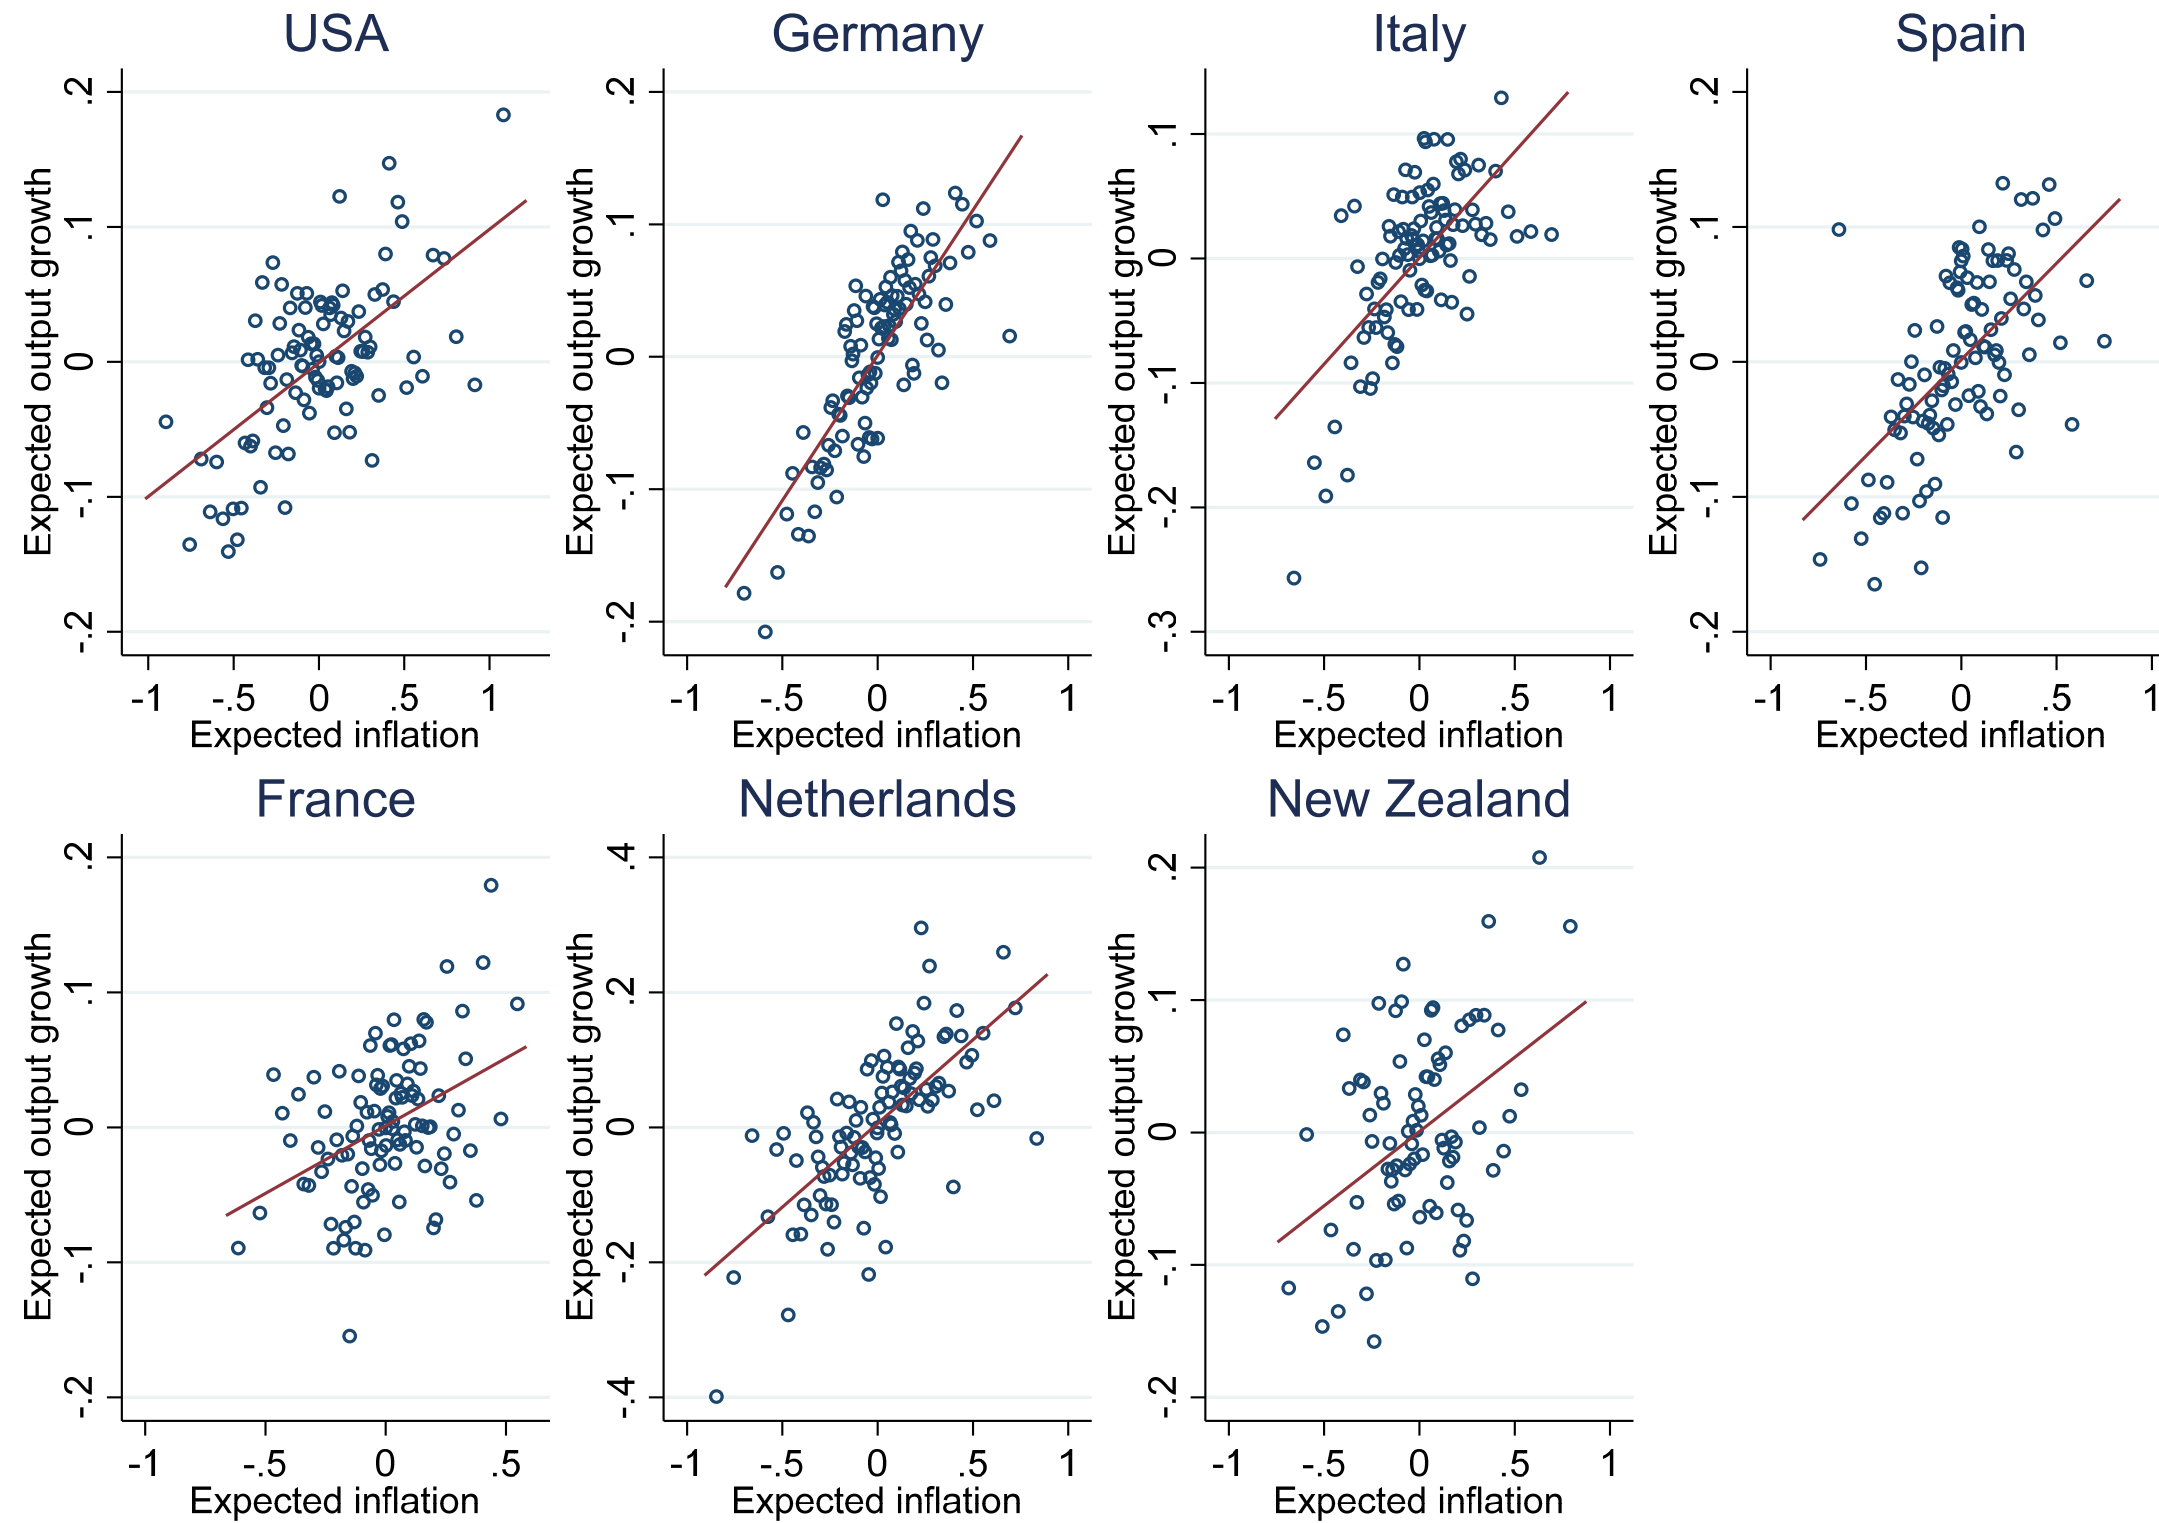 USA
Expected output growth
.2
.1
0
-.1
-.2
-1 -.5 0 .5 1
Expected inflation
Germany
Expected output growth
.2
.1
0
-.1
-.2
-1 -.5 0 .5 1
Expected inflation
Italy
Expected output growth
.1
0
-.1
-.2
-.3
-1 -.5 0 .5 1
Expected inflation
Spain
Expected output growth
.2
.1
0
-.1
-.2
-1 -.5 0 .5 1
Expected inflation
France
Expected output growth
.2
.1
0
-.1
-.2
-1 -.5 0 .5
Expected inflation
Netherlands
Expected output growth
.4
.2
0
-.2
-.4
-1 -.5 0 .5 1
Expected inflation
New Zealand
Expected output growth
.2
.1
0
-.1
-.2
-1 -.5 0 .5 1
Expected inflation